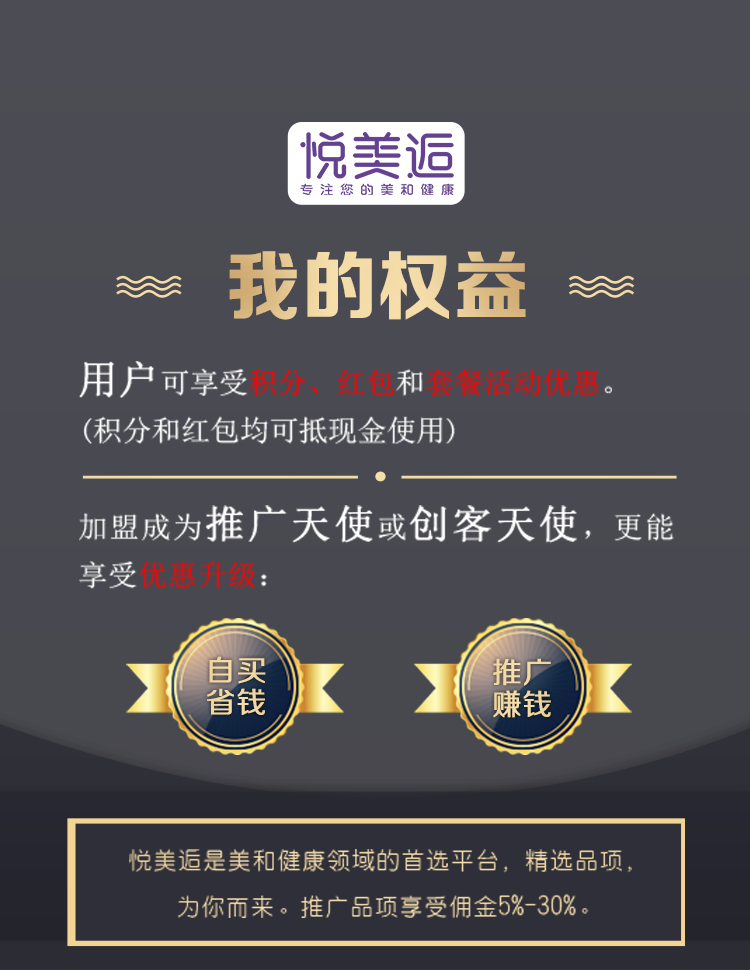 悦美逅
专注您的美和健康
我的权益
用户可享受积分、红包和套餐活动优惠。
(积分和红包均可抵现金使用)
加盟成为推广天使或创客天使，更能
享受优惠升级：
自买
省钱
推广
赚钱
悦美逅是美和健康领域的首选平台，精选品项，
为你而来。推广品项享受佣金5%-30%。